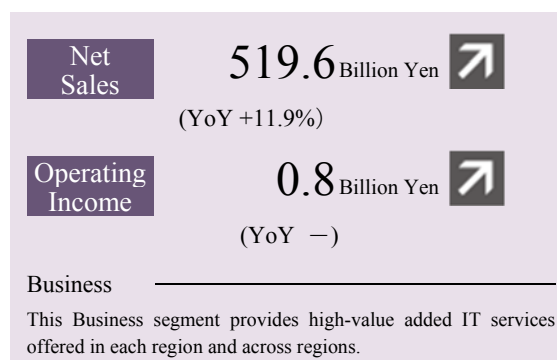 Net
Sales
519.6 Billion Yen
(YoY +11.9%)
Operating
Income
0.8 Billion Yen
(YoY －)
Business
This Business segment provides high-value added IT services
offered in each region and across regions.